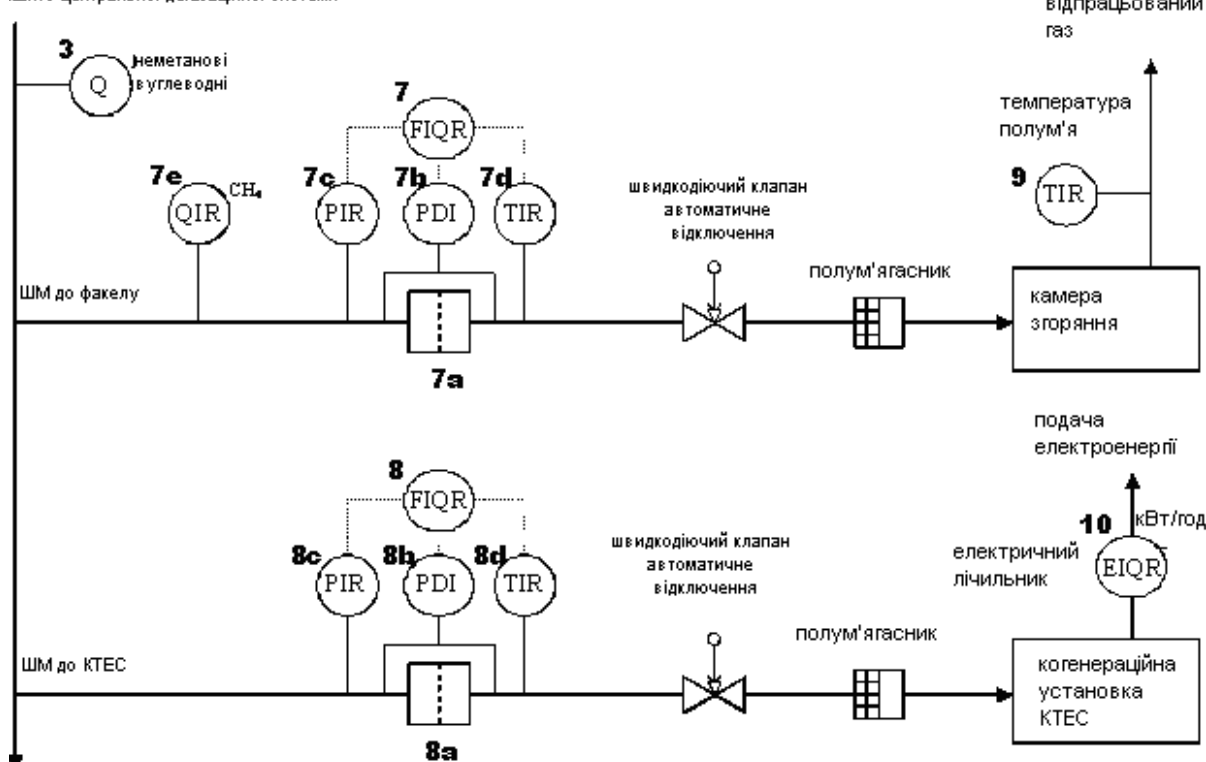 відпрацьований
газ
3
неметанові
вуглеводні
Q
7
FIQR
температура
полум'я
7e
CH₄
QIR
7c
PIR
7b
PDI
7d
TIR
швидкодіючий клапан
автоматичне
відключення
9
TIR
полум'ягасник
ШМ до факелу
камера
згоряння
7a
подача
електроенергії
8
FIQR
10
кВт/год
8c
PIR
8b
PDI
8d
TIR
швидкодіючий клапан
автоматичне
відключення
електричний
лічильник
EIQR
полум'ягасник
ШМ до КТЕС
когенераційна
установка
КТЕС
8a